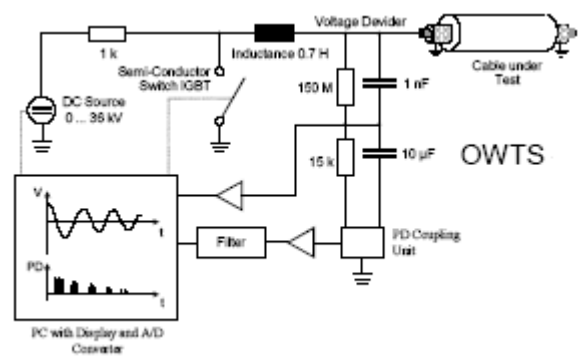 Voltage Devider
1 k
Inductance 0.7 H
Cable under
Test
Semi-Conductor
Switch IGBT
150 M
1 nF
DC Source
0 ... 36 kV
15 k
10 µF
OWTS
V
t
Filter
PD Coupling
Unit
PD
t
PC with Display and A/D
Converter